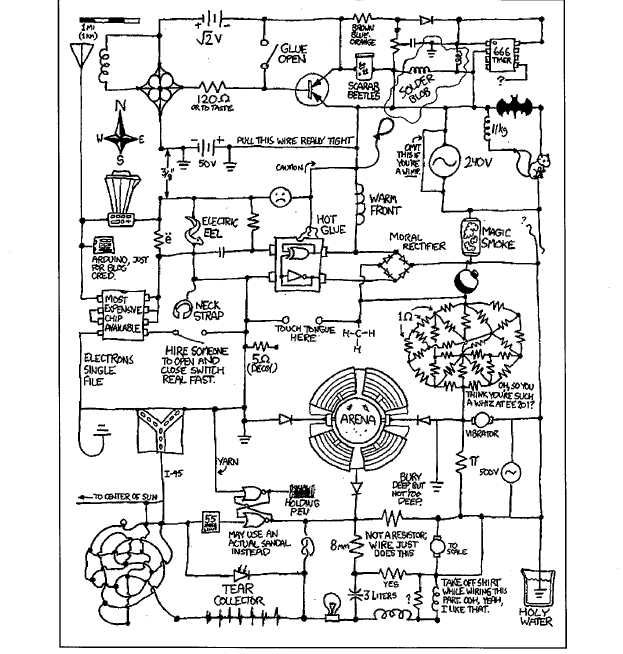 1 MI
(1 KM)
+ -
√2 V
GLUE
OPEN
BROWN
BLUE
ORANGE
666
TIMER
?
SCARAB
BEETLES
SOLDER
BLOB
120Ω
OR TO TASTE
N
W E
S
- +
50V
PULL THIS WIRE REALLY TIGHT
3/8"
CAUTION
OMIT
THIS IF
YOU'RE
A WIMP
240V
11/kg
ELECTRIC
EEL
ë
HOT
GLUE
WARM
FRONT
MORAL
RECTIFIER
MAGIC
SMOKE
?
ARDUINO, JUST
FOR BLOG
CRED.
MOST
EXPENSIVE
CHIP
AVAILABLE
NECK
STRAP
ELECTRONS
SINGLE
FILE
HIRE SOMEONE
TO OPEN AND
CLOSE SWITCH
REAL FAST.
TOUCH TONGUE
HERE
H-C-H
H
5Ω
(DECOY)
1Ω
OH, SO YOU
THINK YOU'RE SUCH
A WHIZ AT EE 201?
ARENA
VIBRATOR
I-95
YARN
BURY
DEEP, BUT
NOT TOO
DEEP.
π
500V
TO CENTER OF SUN
HOLDING
PEN
MAY USE AN
ACTUAL SANDAL
INSTEAD
NOT A RESISTOR,
WIRE JUST
DOES THIS
8mm
TO
SCALE
YES
TEAR
COLLECTOR
3 LITERS
?
TAKE OFF SHIRT
WHILE WIRING THIS
PART. OOH, YEAH,
I LIKE THAT.
HOLY
WATER